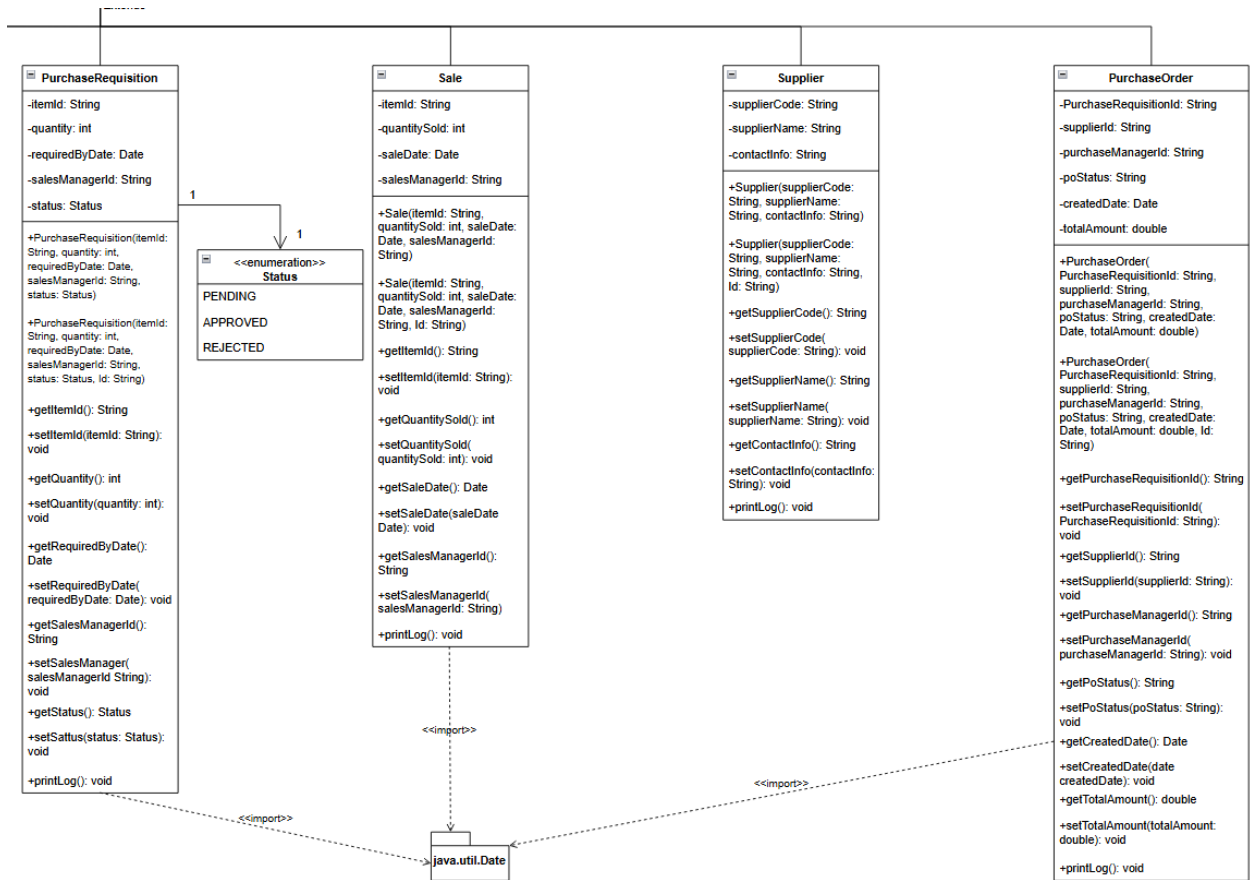 Extends
PurchaseRequisition
-itemId: String
-quantity: int
-requiredByDate: Date
-salesManagerId: String
-status: Status
+PurchaseRequisition(itemId:
String, quantity: int,
requiredByDate: Date,
salesManagerId: String,
status: Status)
+PurchaseRequisition(itemId:
String, quantity: int,
requiredByDate: Date,
salesManagerId: String,
status: Status, Id: String)
+getItemId(): String
+setItemId(itemId: String):
void
+getQuantity(): int
+setQuantity(quantity: int):
void
+getRequiredByDate():
Date
+setRequiredByDate(
requiredByDate: Date): void
+getSalesManagerId():
String
+setSalesManager(
salesManagerId String):
void
+getStatus(): Status
+setSattus(status: Status):
void
+printLog(): void
1
1
<<enumeration>>
Status
PENDING
APPROVED
REJECTED
Sale
-itemId: String
-quantitySold: int
-saleDate: Date
-salesManagerId: String
+Sale(itemId: String,
quantitySold: int, saleDate:
Date, salesManagerId:
String)
+Sale(itemId: String,
quantitySold: int, saleDate:
Date, salesManagerId:
String, Id: String)
+getItemId(): String
+setItemId(itemId: String):
void
+getQuantitySold(): int
+setQuantitySold(
quantitySold: int): void
+getSaleDate(): Date
+setSaleDate(saleDate
Date): void
+getSalesManagerId():
String
+setSalesManagerId(
salesManagerId: String)
+printLog(): void
Supplier
-supplierCode: String
-supplierName: String
-contactInfo: String
+Supplier(supplierCode:
String, supplierName:
String, contactInfo: String)
+Supplier(supplierCode:
String, supplierName:
String, contactInfo: String,
Id: String)
+getSupplierCode(): String
+setSupplierCode(
supplierCode: String): void
+getSupplierName(): String
+setSupplierName(
supplierName: String): void
+getContactInfo(): String
+setContactInfo(contactInfo:
String): void
+printLog(): void
PurchaseOrder
-PurchaseRequisitionId: String
-supplierId: String
-purchaseManagerId: String
-poStatus: String
-createdDate: Date
-totalAmount: double
+PurchaseOrder(
PurchaseRequisitionId: String,
supplierId: String,
purchaseManagerId: String,
poStatus: String, createdDate:
Date, totalAmount: double)
+PurchaseOrder(
PurchaseRequisitionId: String,
supplierId: String,
purchaseManagerId: String,
poStatus: String, createdDate:
Date, totalAmount: double, Id:
String)
+getPurchaseRequisitionId(): String
+setPurchaseRequisitionId(
PurchaseRequisitionId: String):
void
+getSupplierId(): String
+setSupplierId(supplierId: String):
void
+getPurchaseManagerId(): String
+setPurchaseManagerId(
purchaseManagerId: String): void
+getPoStatus(): String
+setPoStatus(poStatus: String):
void
+getCreatedDate(): Date
+setCreatedDate(date
createdDate): void
+getTotalAmount(): double
+setTotalAmount(totalAmount:
double): void
+printLog(): void
<<import>>
<<import>>
<<import>>
java.util.Date